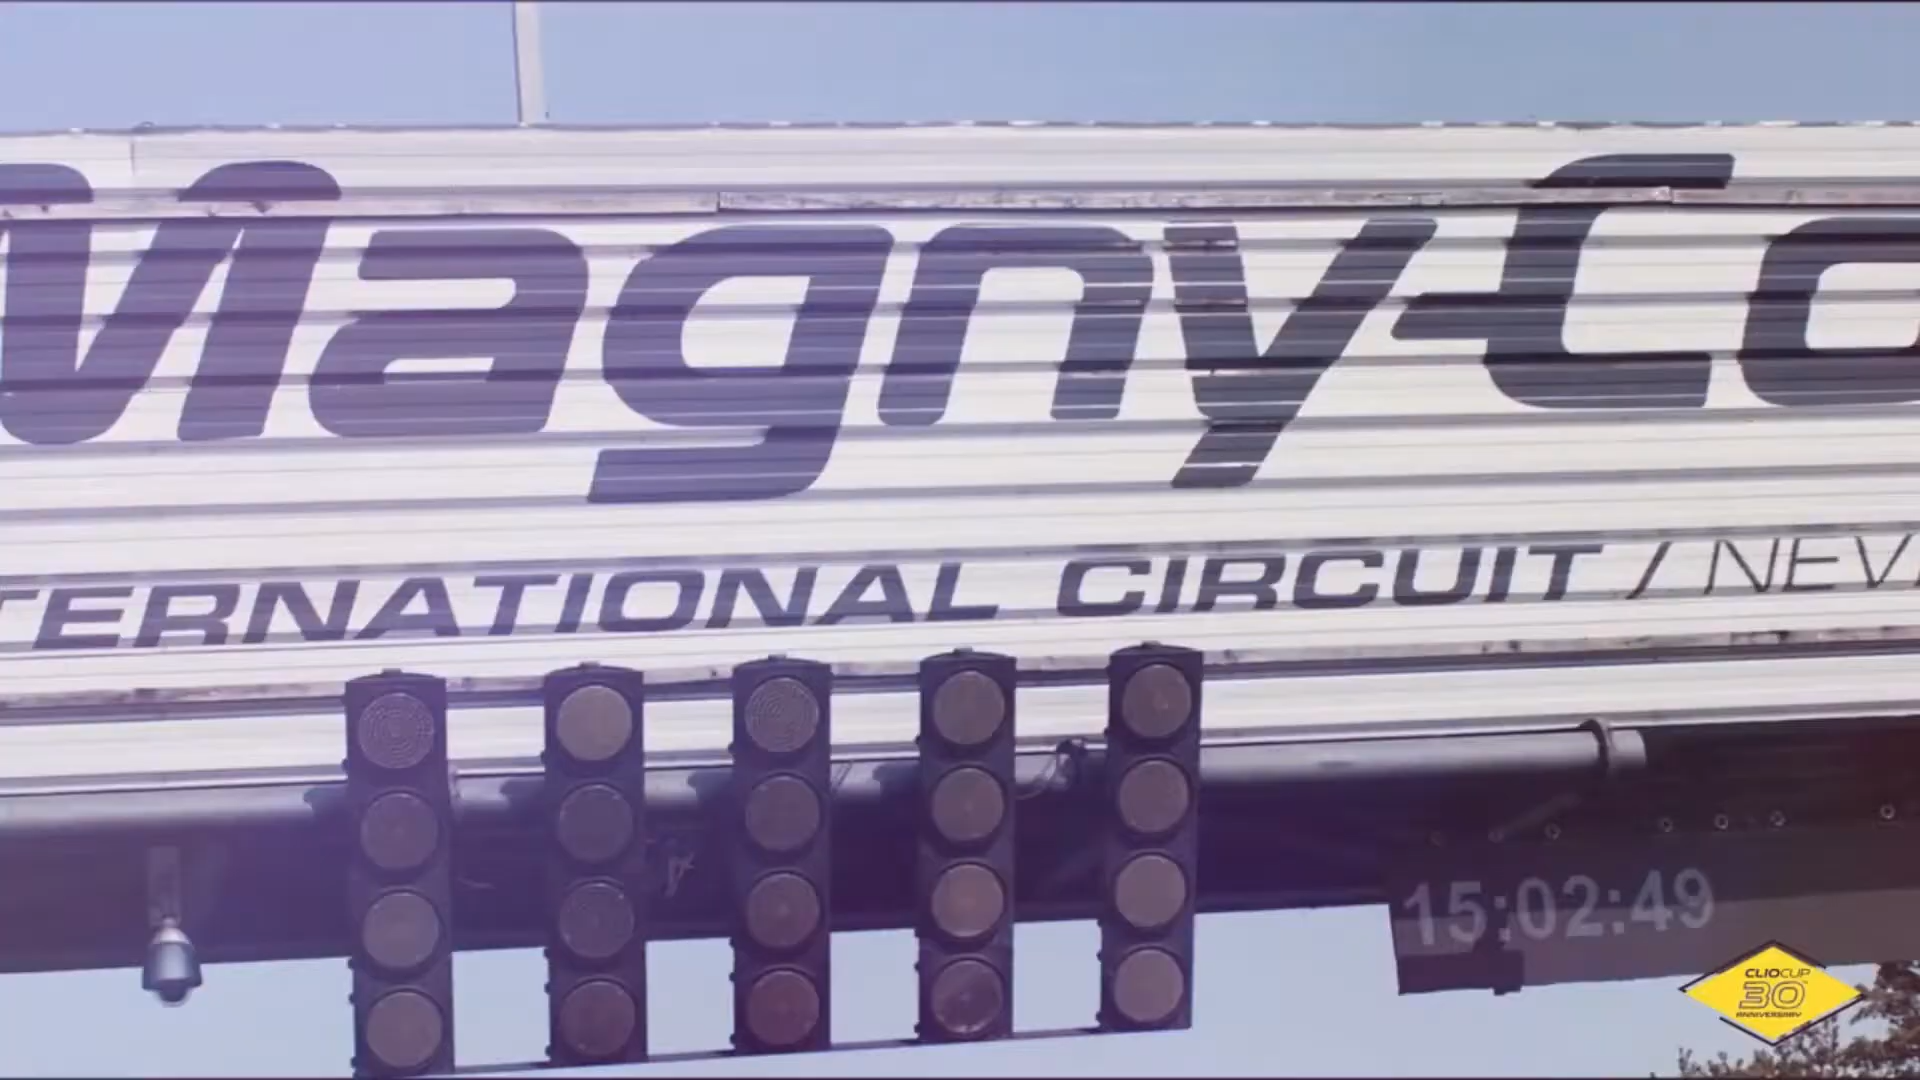 Magny-Co
TERNATIONAL CIRCUIT / NEV
15:02:49
CLIOCUP
30
ANNIVERSARY